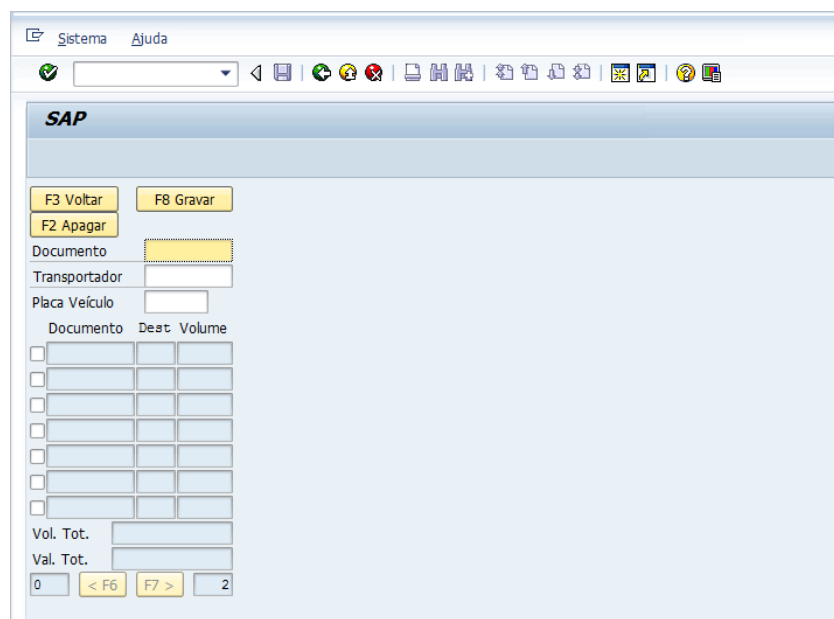 Sistema Ajuda
SAP
F3 Voltar F8 Gravar
F2 Apagar
Documento
Transportador
Placa Veículo
Documento Dest Volume
Vol. Tot.
Val. Tot.
0 < F6 F7 > 2